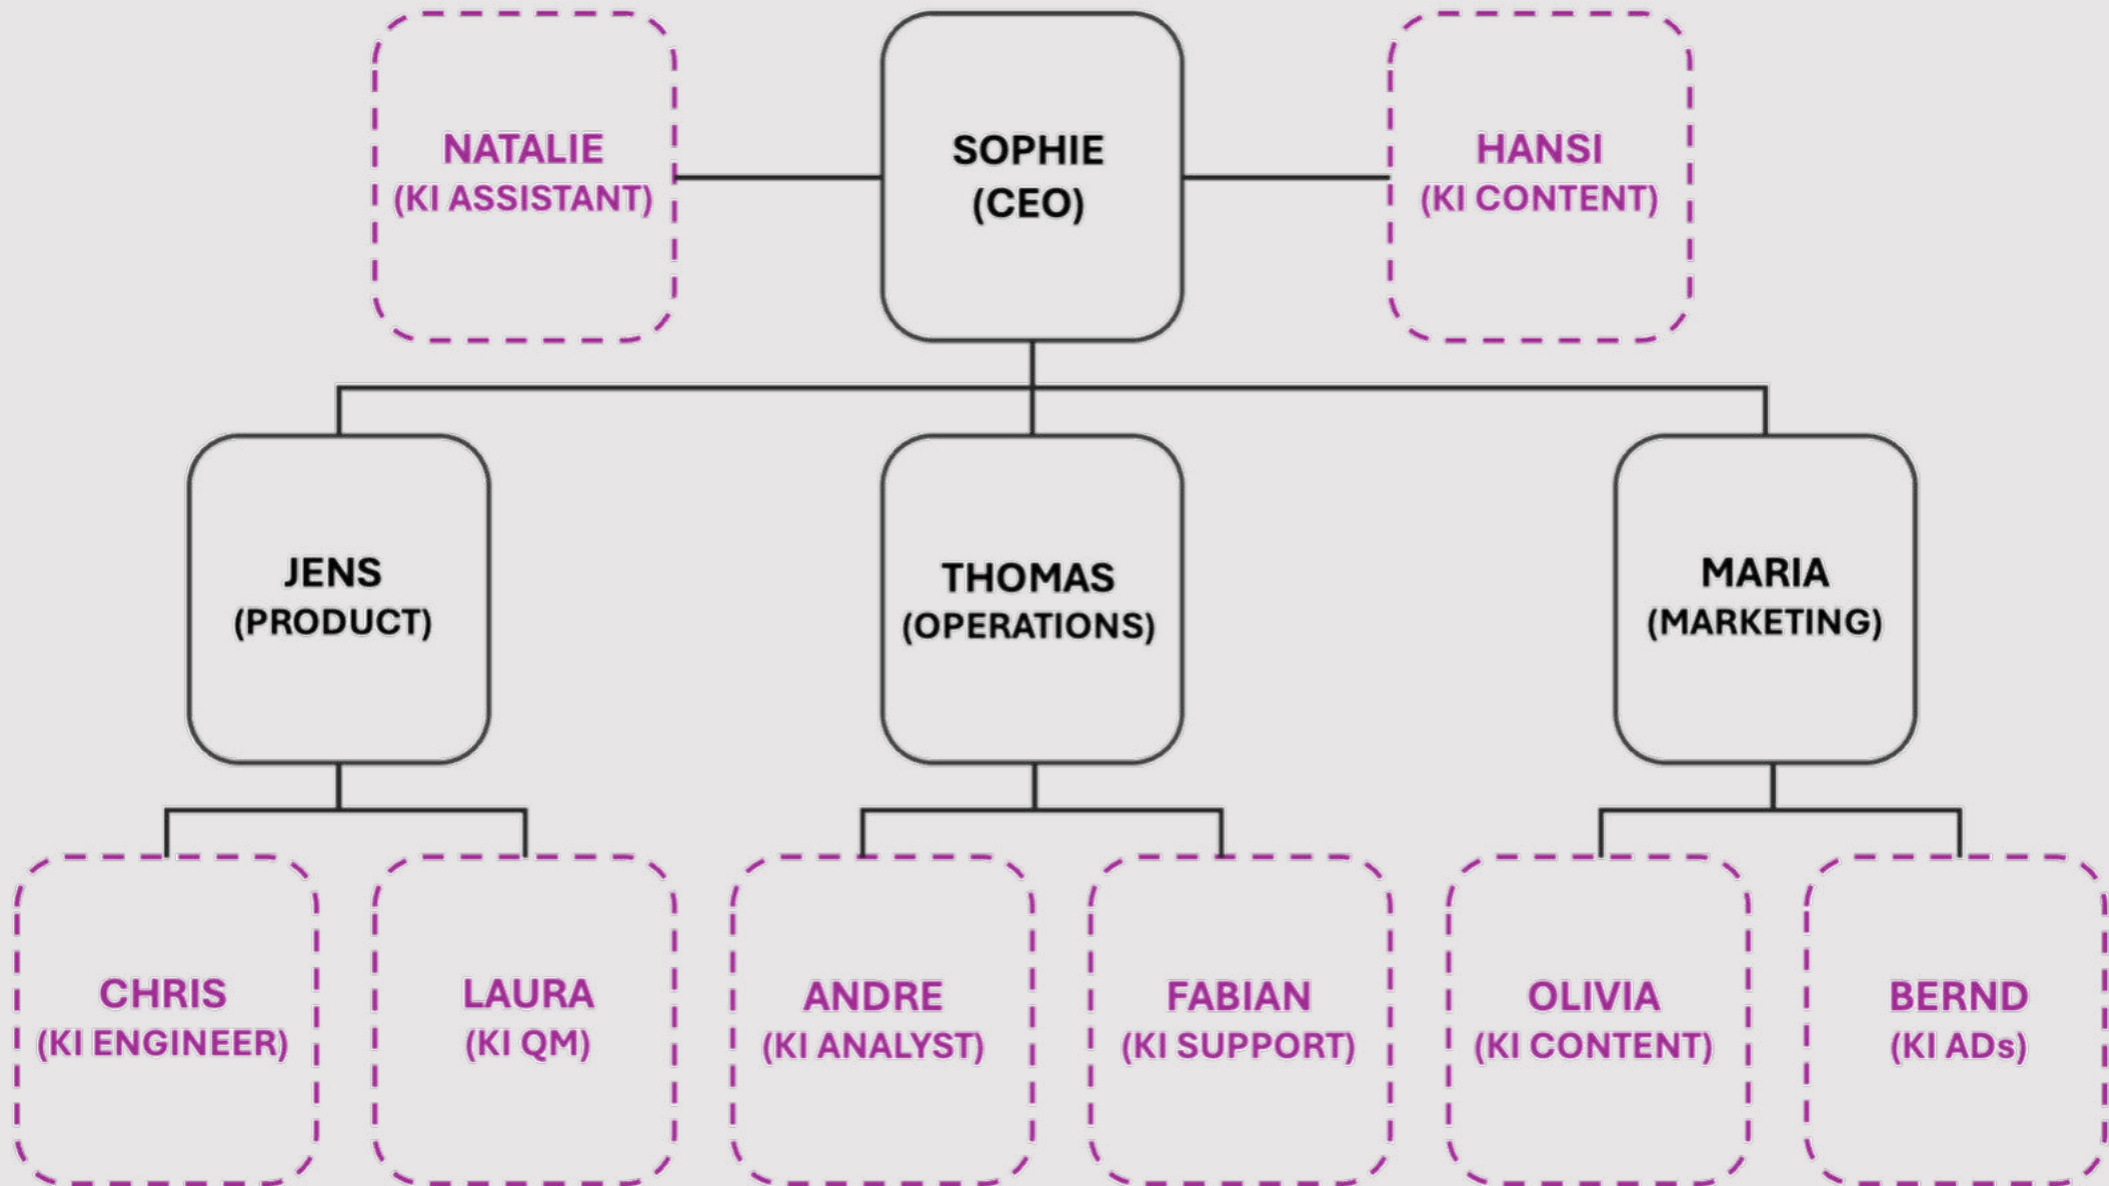 NATALIE
(KI ASSISTANT)
SOPHIE
(CEO)
HANSI
(KI CONTENT)
JENS
(PRODUCT)
THOMAS
(OPERATIONS)
MARIA
(MARKETING)
CHRIS
(KI ENGINEER)
LAURA
(KI QM)
ANDRE
(KI ANALYST)
FABIAN
(KI SUPPORT)
OLIVIA
(KI CONTENT)
BERND
(KI ADs)